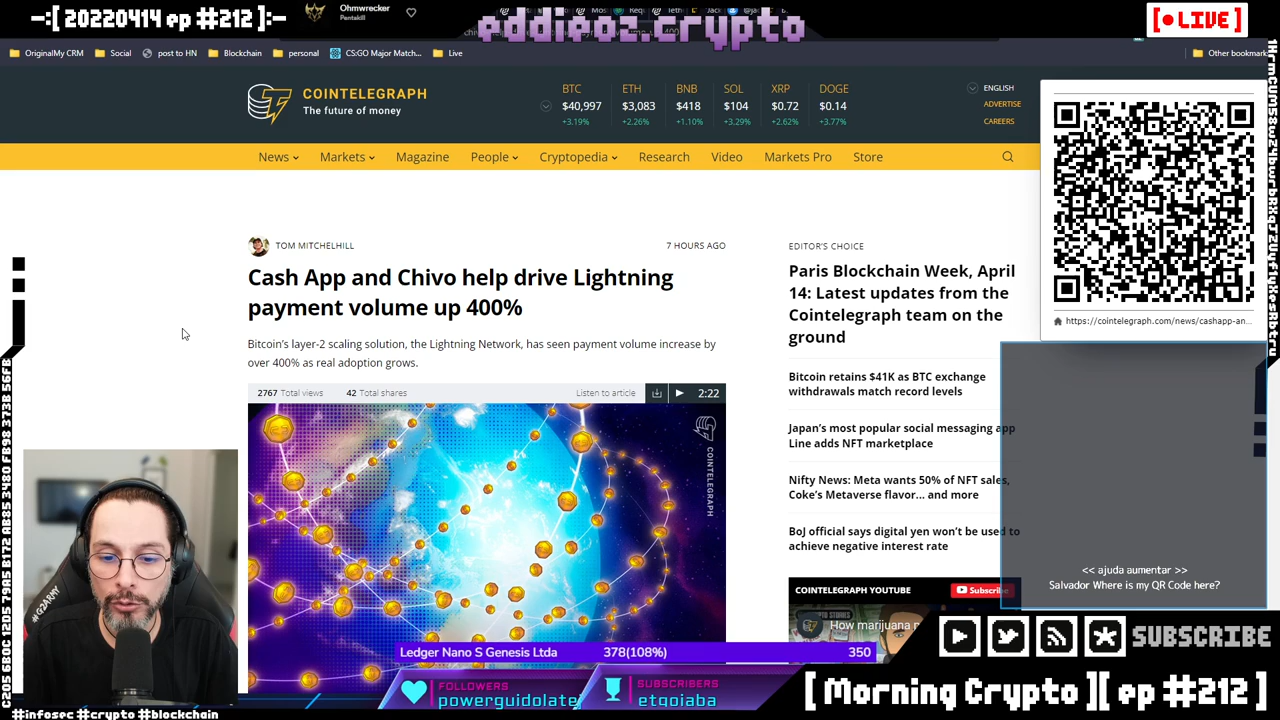 -:[ 20220414 ep #212 ]:-
Ohmwrecker
Pentakill
eddieoz.crypto
[ LIVE ]
OriginalMy CRM
Social
post to HN
Blockchain
personal
CS:GO Major Match...
Live
Other bookmark
COINTELEGRAPH
The future of money
BTC ETH BNB SOL XRP DOGE
$40,997 $3,083 $418 $104 $0.72 $0.14
+3.19% +2.26% +1.10% +3.29% +2.62% +3.77%
ENGLISH
ADVERTISE
CAREERS
News Markets Magazine People Cryptopedia Research Video Markets Pro Store
https://cointelegraph.com/news/cashapp-an...
TOM MITCHELHILL
7 HOURS AGO
Cash App and Chivo help drive Lightning
payment volume up 400%
Bitcoin's layer-2 scaling solution, the Lightning Network, has seen payment volume increase by
over 400% as real adoption grows.
2767 Total views 42 Total shares
Listen to article
2:22
COINTELEGRAPH
EDITOR'S CHOICE
Paris Blockchain Week, April
14: Latest updates from the
Cointelegraph team on the
ground
Bitcoin retains $41K as BTC exchange
withdrawals match record levels
Japan's most popular social messaging app
Line adds NFT marketplace
Nifty News: Meta wants 50% of NFT sales,
Coke's Metaverse flavor... and more
BoJ official says digital yen won't be used to
achieve negative interest rate
COINTELEGRAPH YOUTUBE
Subscribe
How marijuana
<< ajuda aumentar >>
Salvador Where is my QR Code here?
Ledger Nano S Genesis Ltda 378(108%) 350
FOLLOWERS
powerguidolate
SUBSCRIBERS
etgoiaba
SUBSCRIBE
[ Morning Crypto ][ ep #212 ]
#infosec #crypto #blockchain